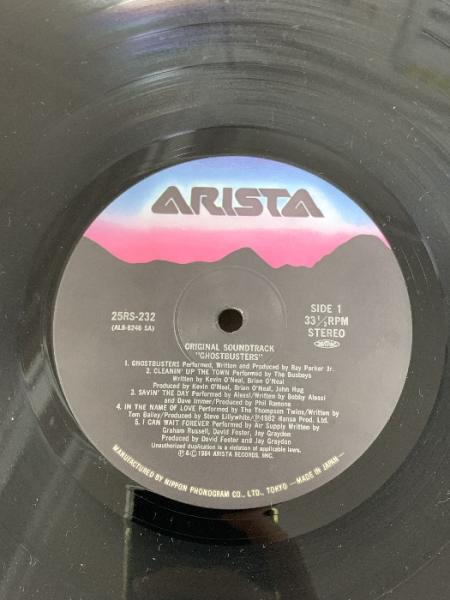 ARISTA
25RS-232
(AL8-8246 SA)
SIDE 1
33 1/3 RPM
STEREO
ORIGINAL SOUNDTRACK
"GHOSTBUSTERS"
1. GHOSTBUSTERS Performed, Written and Produced by Ray Parker Jr.
2. CLEANIN' UP THE TOWN Performed by The Busboys
Written by Kevin O'Neal, Brian O'Neal
Produced by Kevin O'Neal, Brian O'Neal, John Hug
3. SAVIN' THE DAY Performed by Alessi/Written by Bobby Alessi
and Dave Immer/Produced by Phil Ramone
4. IN THE NAME OF LOVE Performed by The Thompson Twins/Written by
Tom Bailey/Produced by Steve Lillywhite/℗1982 Hansa Prod. Ltd.
5. I CAN WAIT FOREVER Performed by Air Supply Written by
Graham Russell, David Foster, Jay Graydon
Produced by David Foster and Jay Graydon
Unauthorized duplication is a violation of applicable laws.
℗&© 1984 ARISTA RECORDS, INC.
MANUFACTURED BY NIPPON PHONOGRAM CO., LTD., TOKYO —MADE IN JAPAN—